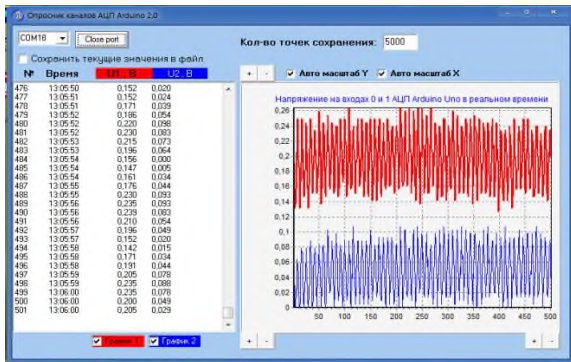 Опросник каналов АЦП Arduino 2.0
COM18 Close port
Кол-во точек сохранения: 5000
Сохранить текущие значения в файл
№ Время U1, В U2, В
+ - Авто масштаб Y Авто масштаб X
476 13:05:50 0,152 0,020
477 13:05:51 0,152 0,024
478 13:05:51 0,171 0,039
479 13:05:52 0,186 0,054
480 13:05:52 0,220 0,098
481 13:05:52 0,230 0,083
482 13:05:53 0,215 0,073
483 13:05:53 0,196 0,064
484 13:05:54 0,156 0,000
485 13:05:54 0,147 0,005
486 13:05:54 0,161 0,034
487 13:05:55 0,176 0,044
488 13:05:55 0,230 0,093
489 13:05:56 0,235 0,093
490 13:05:56 0,239 0,083
491 13:05:56 0,210 0,054
492 13:05:57 0,196 0,049
493 13:05:57 0,152 0,020
494 13:05:58 0,142 0,015
495 13:05:58 0,171 0,034
496 13:05:58 0,191 0,044
497 13:05:59 0,205 0,078
498 13:05:59 0,235 0,088
499 13:06:00 0,235 0,078
500 13:06:00 0,200 0,049
501 13:06:00 0,205 0,029
График 1 График 2
Напряжение на входах 0 и 1 АЦП Arduino Uno в реальном времени
0,26
0,24
0,22
0,2
0,18
0,16
0,14
0,12
0,1
0,08
0,06
0,04
0,02
0
50 100 150 200 250 300 350 400 450 500
+ - + -